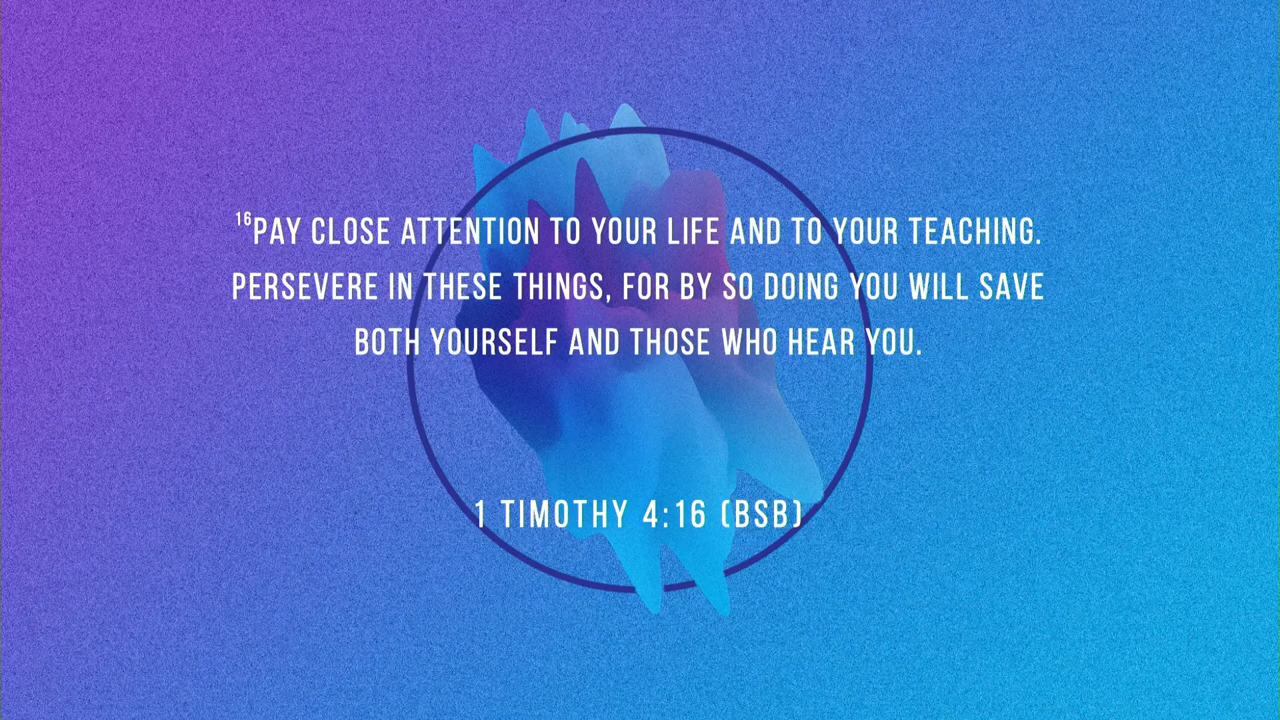 ¹⁶PAY CLOSE ATTENTION TO YOUR LIFE AND TO YOUR TEACHING.
PERSEVERE IN THESE THINGS, FOR BY SO DOING YOU WILL SAVE
BOTH YOURSELF AND THOSE WHO HEAR YOU.
1 TIMOTHY 4:16 (BSB)